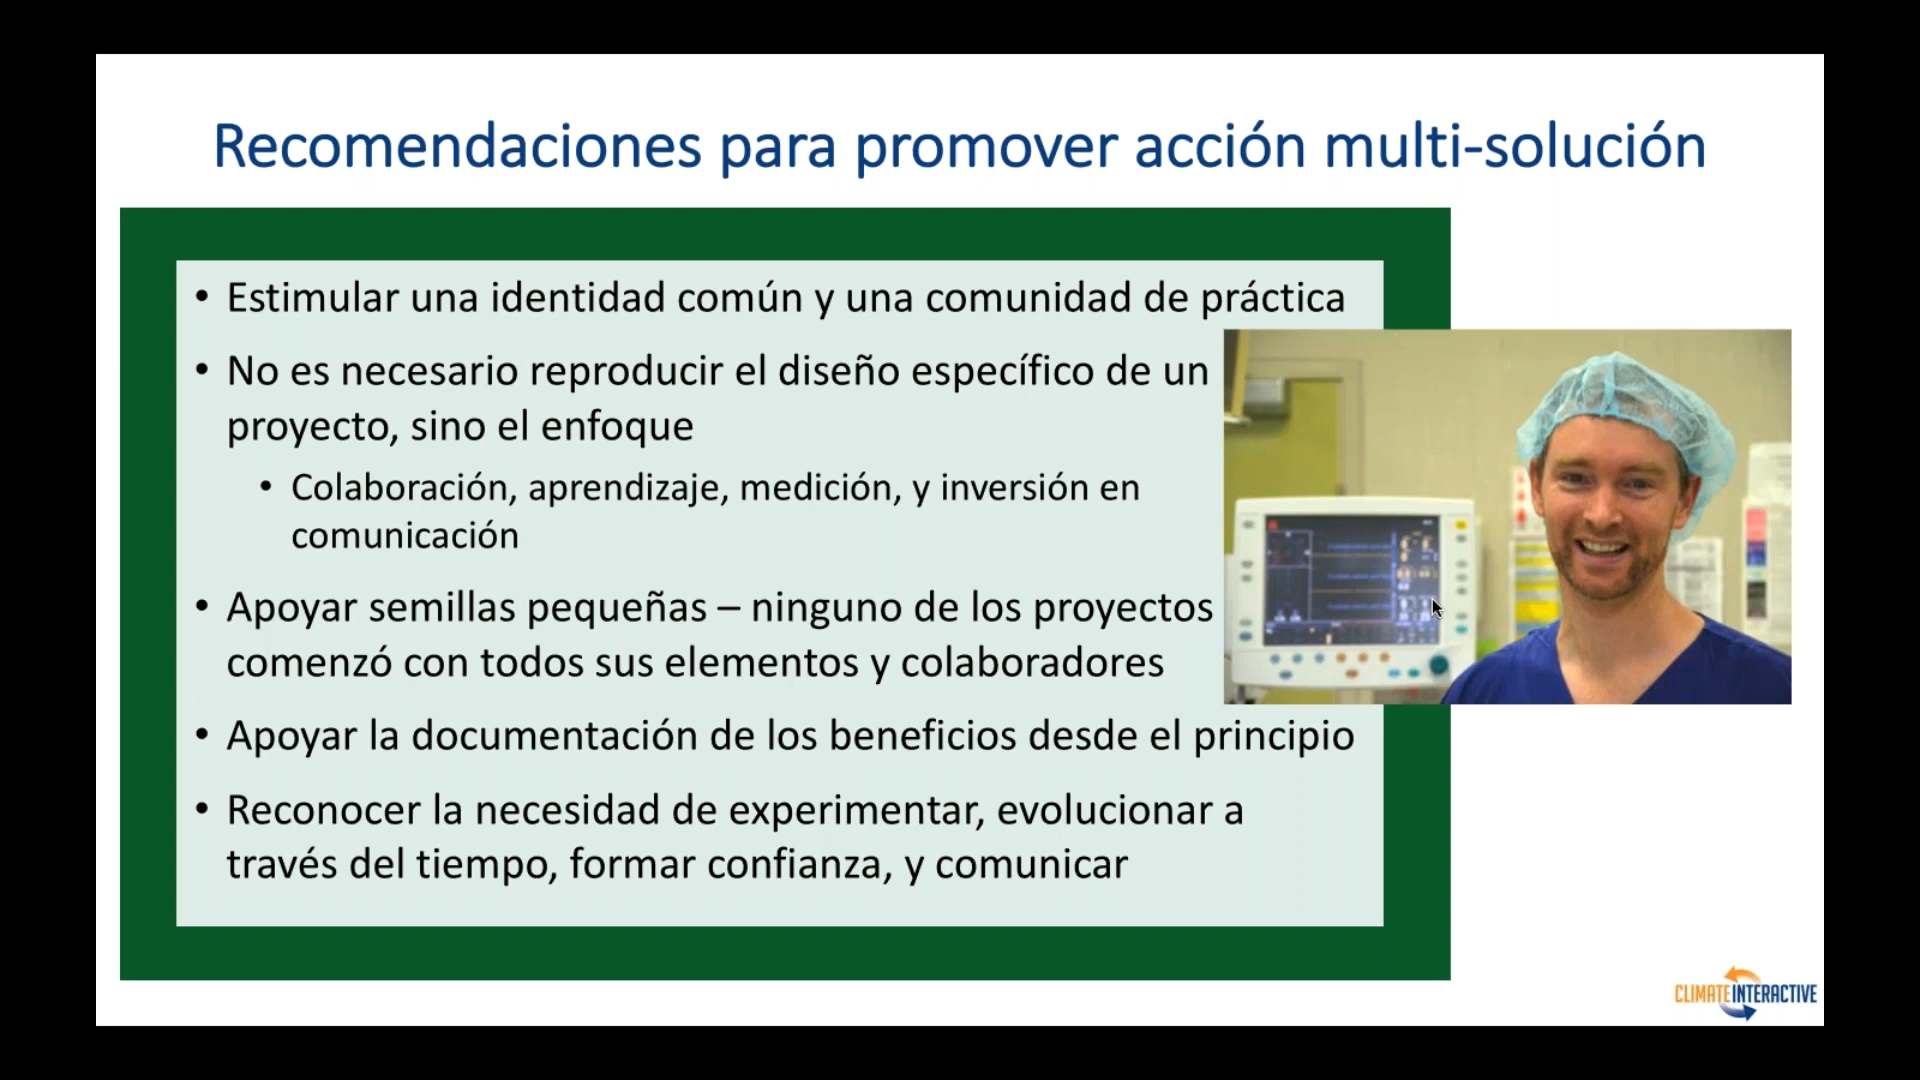 Recomendaciones para promover acción multi-solución
• Estimular una identidad común y una comunidad de práctica
• No es necesario reproducir el diseño específico de un
proyecto, sino el enfoque
• Colaboración, aprendizaje, medición, y inversión en
comunicación
• Apoyar semillas pequeñas – ninguno de los proyectos
comenzó con todos sus elementos y colaboradores
• Apoyar la documentación de los beneficios desde el principio
• Reconocer la necesidad de experimentar, evolucionar a
través del tiempo, formar confianza, y comunicar
CLIMATE INTERACTIVE